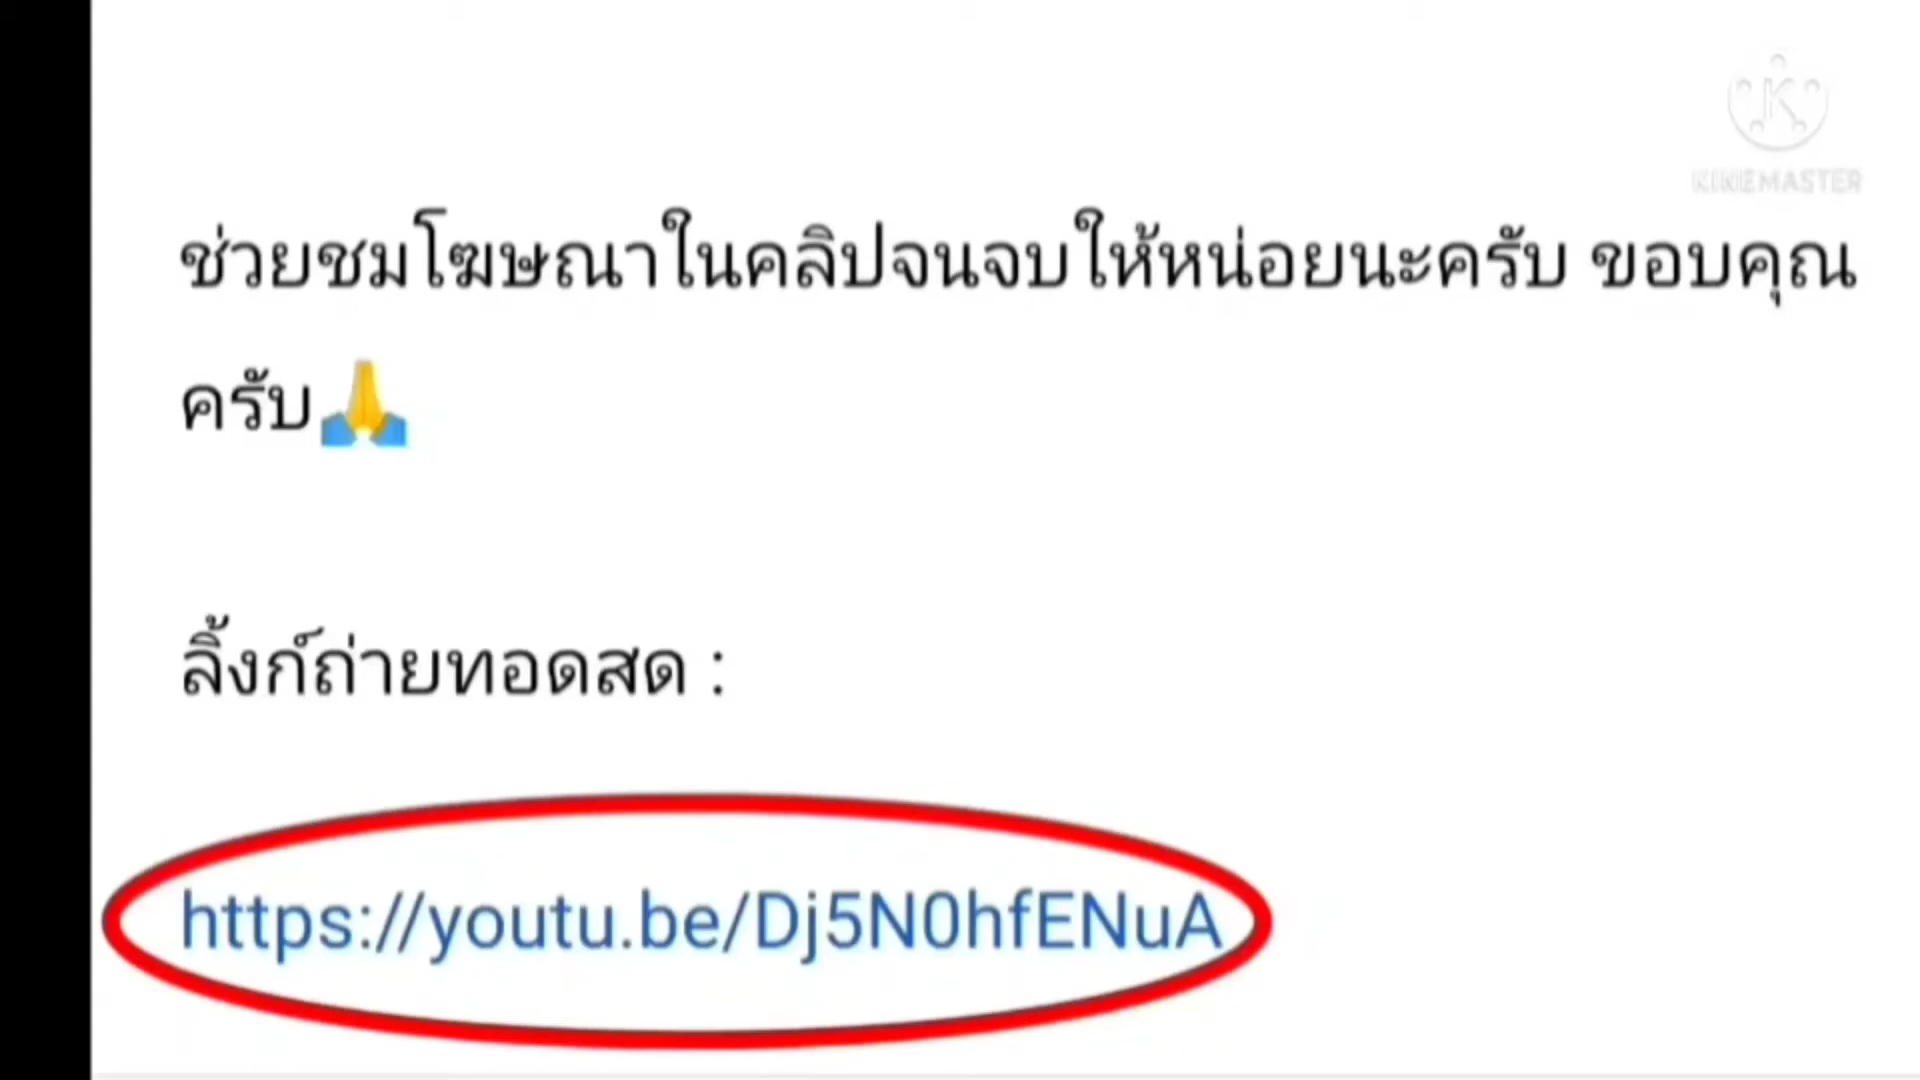 KINEMASTER
ช่วยชมโฆษณาในคลิปจนจบให้หน่อยนะครับ ขอบคุณ
ครับ🙏
ลิ้งก์ถ่ายทอดสด :
https://youtu.be/Dj5N0hfENuA